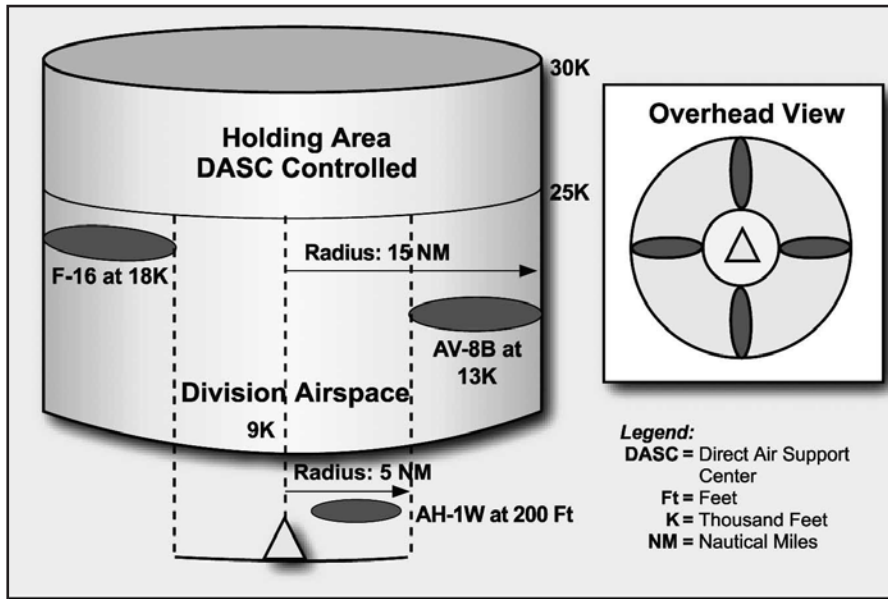 30K
Holding Area
DASC Controlled
25K
F-16 at 18K
Radius: 15 NM
AV-8B at
13K
Division Airspace
9K
Radius: 5 NM
AH-1W at 200 Ft
Overhead View
Legend:
DASC = Direct Air Support
Center
Ft = Feet
K = Thousand Feet
NM = Nautical Miles